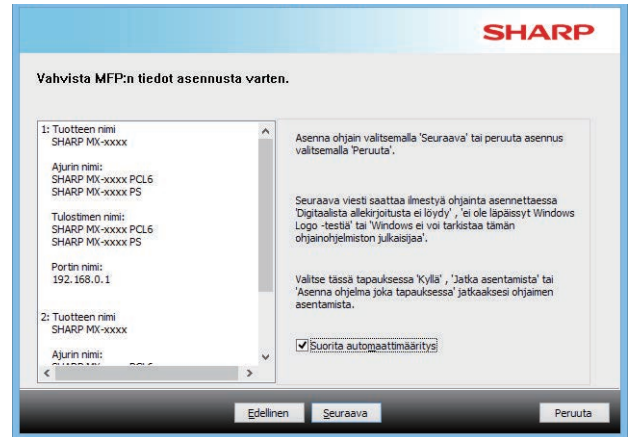 SHARP
Vahvista MFP:n tiedot asennusta varten.
1: Tuotteen nimi
SHARP MX-xxxx
Ajurin nimi:
SHARP MX-xxxx PCL6
SHARP MX-xxxx PS
Tulostimen nimi:
SHARP MX-xxxx PCL6
SHARP MX-xxxx PS
Portin nimi:
192.168.0.1
2: Tuotteen nimi
SHARP MX-xxxx
Ajurin nimi:
Asenna ohjain valitsemalla 'Seuraava' tai peruuta asennus
valitsemalla 'Peruuta'.
Seuraava viesti saattaa ilmestyä ohjainta asennettaessa
'Digitaalista allekirjoitusta ei löydy' , 'ei ole läpäissyt Windows
Logo -testiä' tai 'Windows ei voi tarkistaa tämän
ohjainohjelmiston julkaisijaa'.
Valitse tässä tapauksessa 'Kyllä' , 'Jatka asentamista' tai
'Asenna ohjelma joka tapauksessa' jatkaaksesi ohjaimen
asentamista.
Suorita automaattimääritys
Edellinen
Seuraava
Peruuta